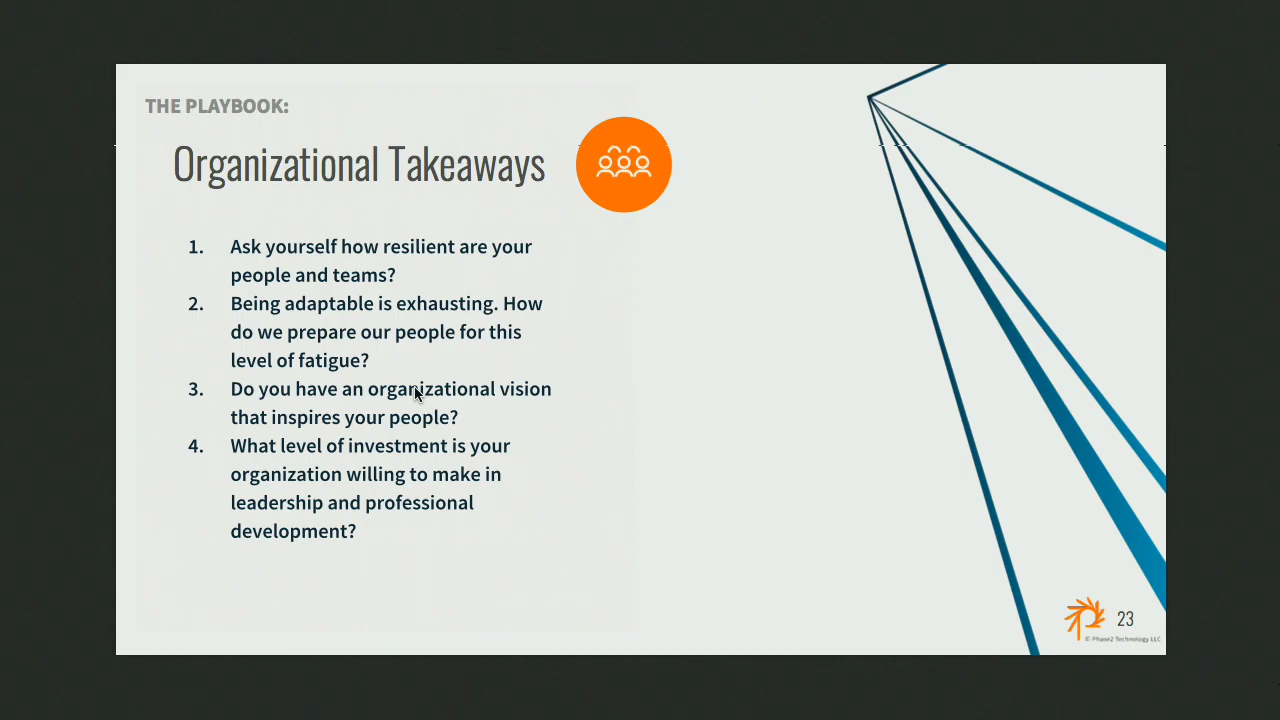 THE PLAYBOOK:
Organizational Takeaways
1. Ask yourself how resilient are your
people and teams?
2. Being adaptable is exhausting. How
do we prepare our people for this
level of fatigue?
3. Do you have an organizational vision
that inspires your people?
4. What level of investment is your
organization willing to make in
leadership and professional
development?
23
© Phase2 Technology LLC